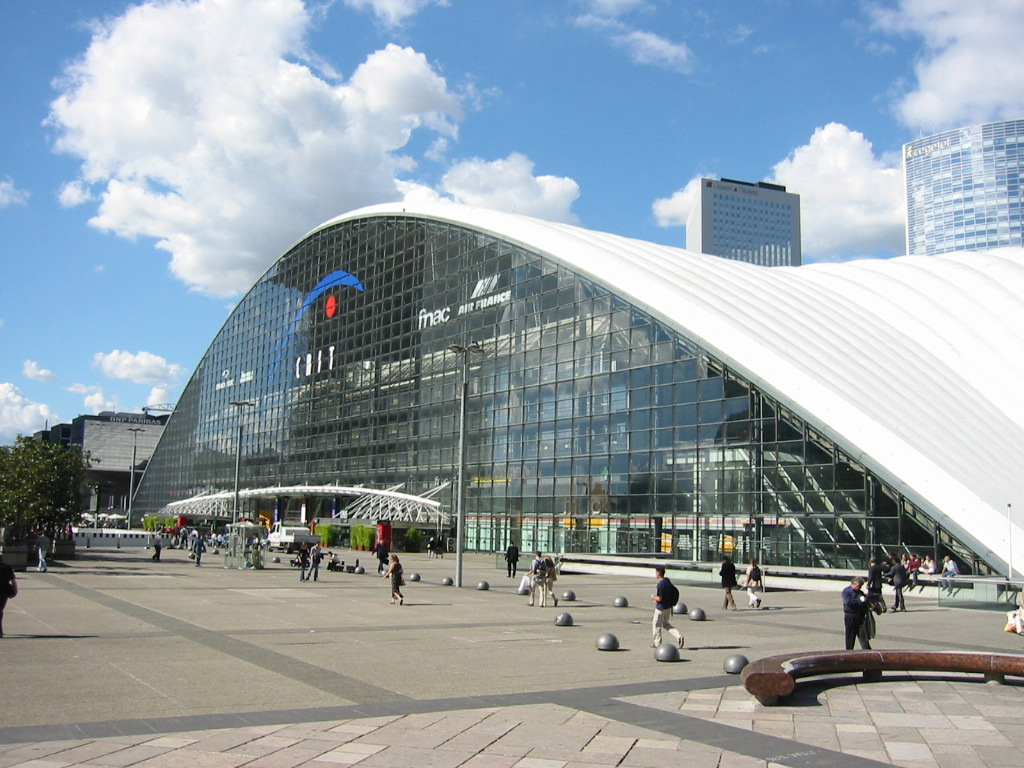 cegetel
fnac
AIR FRANCE
CNIT
BNP PARIBAS